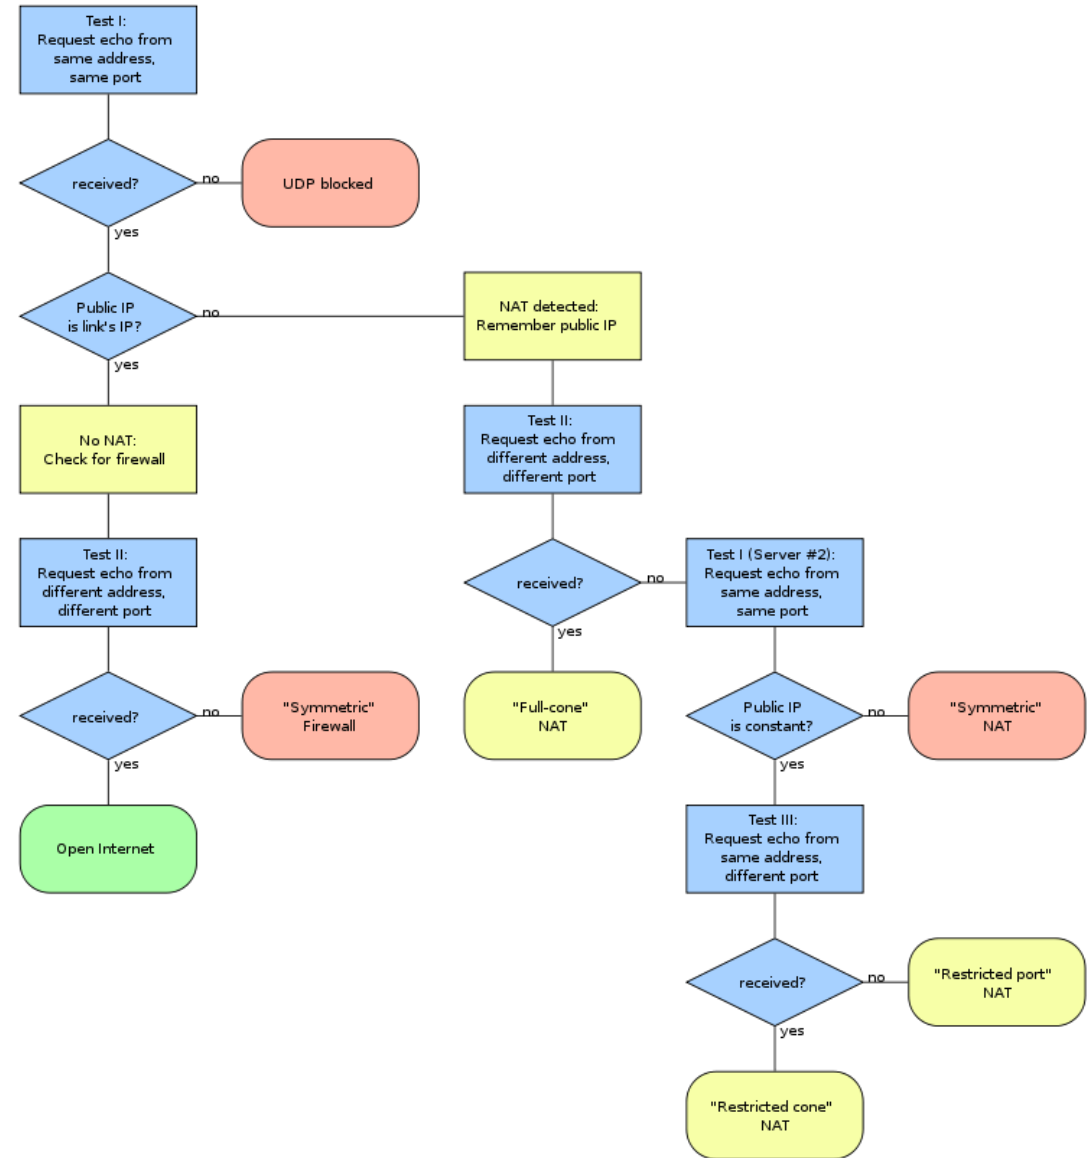 Test I:
Request echo from
same address,
same port
received?
no
UDP blocked
yes
Public IP
is link's IP?
no
NAT detected:
Remember public IP
yes
No NAT:
Check for firewall
Test II:
Request echo from
different address,
different port
Test II:
Request echo from
different address,
different port
received?
no
Test I (Server #2):
Request echo from
same address,
same port
yes
received?
no
"Symmetric"
Firewall
"Full-cone"
NAT
Public IP
is constant?
no
"Symmetric"
NAT
yes
yes
Open Internet
Test III:
Request echo from
same address,
different port
received?
no
"Restricted port"
NAT
yes
"Restricted cone"
NAT